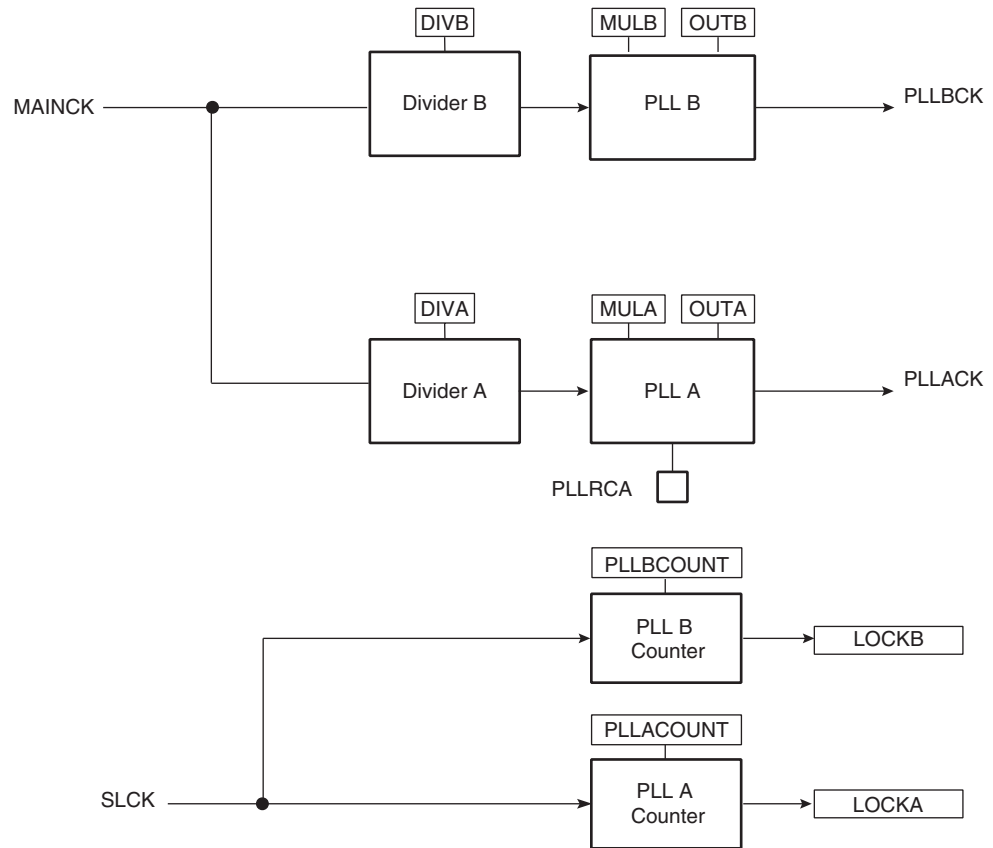 DIVB
MULB
OUTB
MAINCK
Divider B
PLL B
PLLBCK
DIVA
MULA
OUTA
Divider A
PLL A
PLLACK
PLLRCA
PLLBCOUNT
PLL B
Counter
LOCKB
PLLACOUNT
SLCK
PLL A
Counter
LOCKA